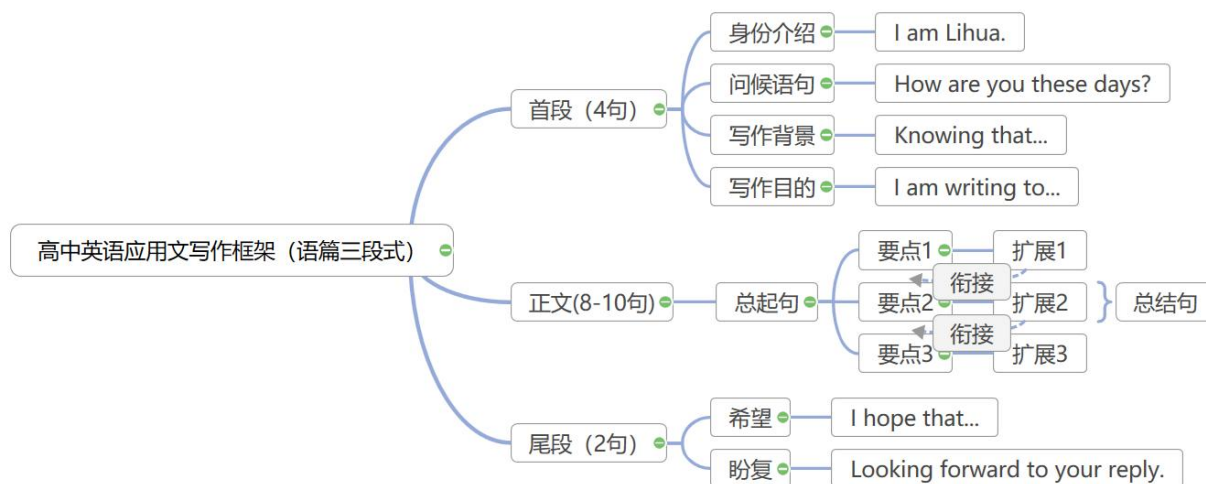 高中英语应用文写作框架（语篇三段式）
首段（4句）
身份介绍
I am Lihua.
问候语句
How are you these days?
写作背景
Knowing that...
写作目的
I am writing to...
正文(8-10句)
总起句
要点1
扩展1
衔接
要点2
扩展2
衔接
要点3
扩展3
总结句
尾段（2句）
希望
I hope that...
盼复
Looking forward to your reply.